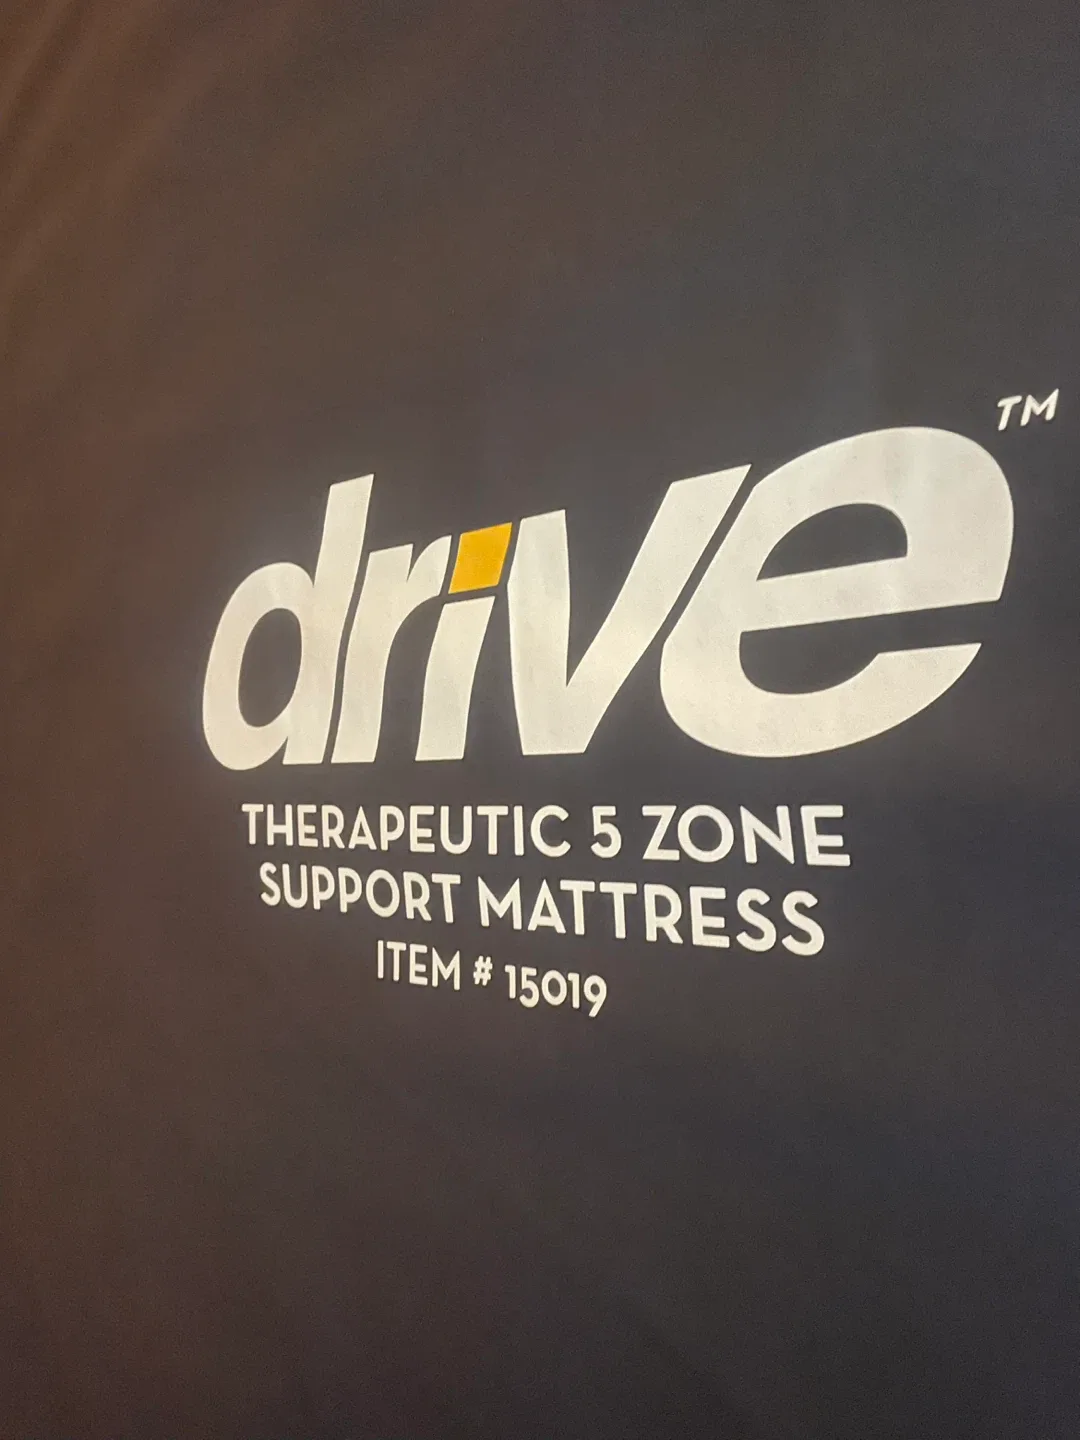 drive™
THERAPEUTIC 5 ZONE
SUPPORT MATTRESS
ITEM # 15019